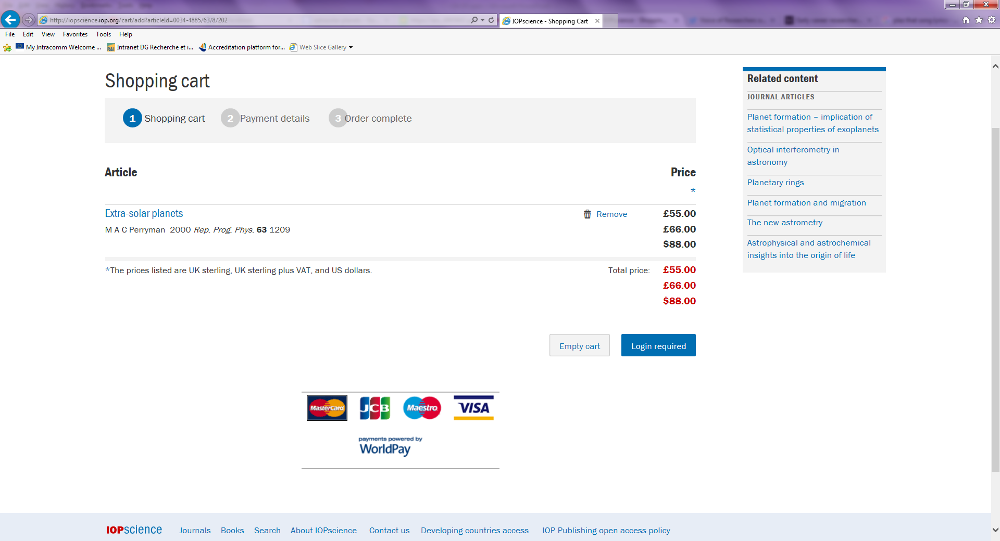 http://iopscience.iop.org/cart/add?articleId=0034-4885/63/8/202
IOPscience - Shopping Cart
File Edit View Favorites Tools Help
My Intracomm Welcome ... Intranet DG Recherche et i... Accreditation platform for... Web Slice Gallery
Shopping cart
1 Shopping cart 2 Payment details 3 Order complete
Article Price
*
Extra-solar planets Remove £55.00
M A C Perryman 2000 Rep. Prog. Phys. 63 1209 £66.00
$88.00
*The prices listed are UK sterling, UK sterling plus VAT, and US dollars. Total price: £55.00
£66.00
$88.00
Empty cart Login required
Related content
JOURNAL ARTICLES
Planet formation – implication of
statistical properties of exoplanets
Optical interferometry in
astronomy
Planetary rings
Planet formation and migration
The new astrometry
Astrophysical and astrochemical
insights into the origin of life
MasterCard JCB Maestro VISA
payments powered by
WorldPay
IOPscience Journals Books Search About IOPscience Contact us Developing countries access IOP Publishing open access policy